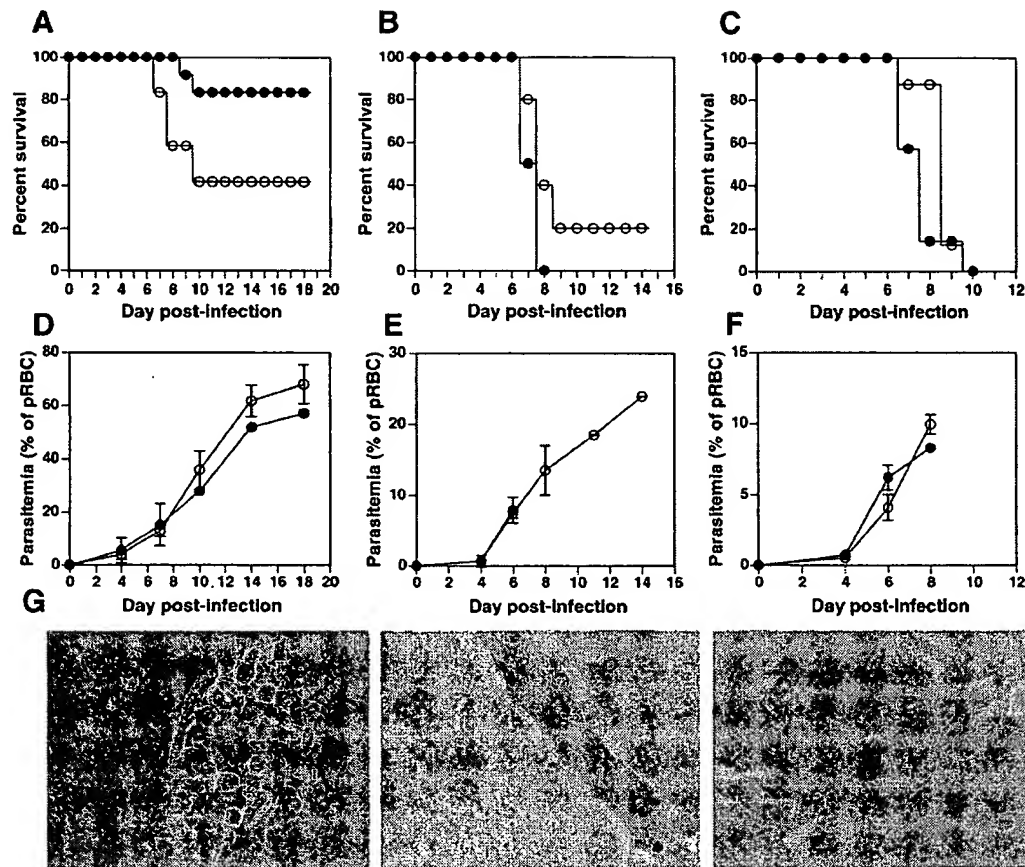 A
B
C
100
80
60
40
20
0
Percent survival
0 2 4 6 8 10 12 14 16 18 20
Day post-infection
100
80
60
40
20
0
Percent survival
0 2 4 6 8 10 12 14 16
Day post-infection
100
80
60
40
20
0
Percent survival
0 2 4 6 8 10 12
Day post-infection
D
E
F
80
60
40
20
0
Parasitemia (% of pRBC)
0 2 4 6 8 10 12 14 16 18 20
Day post-infection
30
20
10
0
Parasitemia (% of pRBC)
0 2 4 6 8 10 12 14 16
Day post-infection
15
10
5
0
Parasitemia (% of pRBC)
0 2 4 6 8 10 12
Day post-infection
G